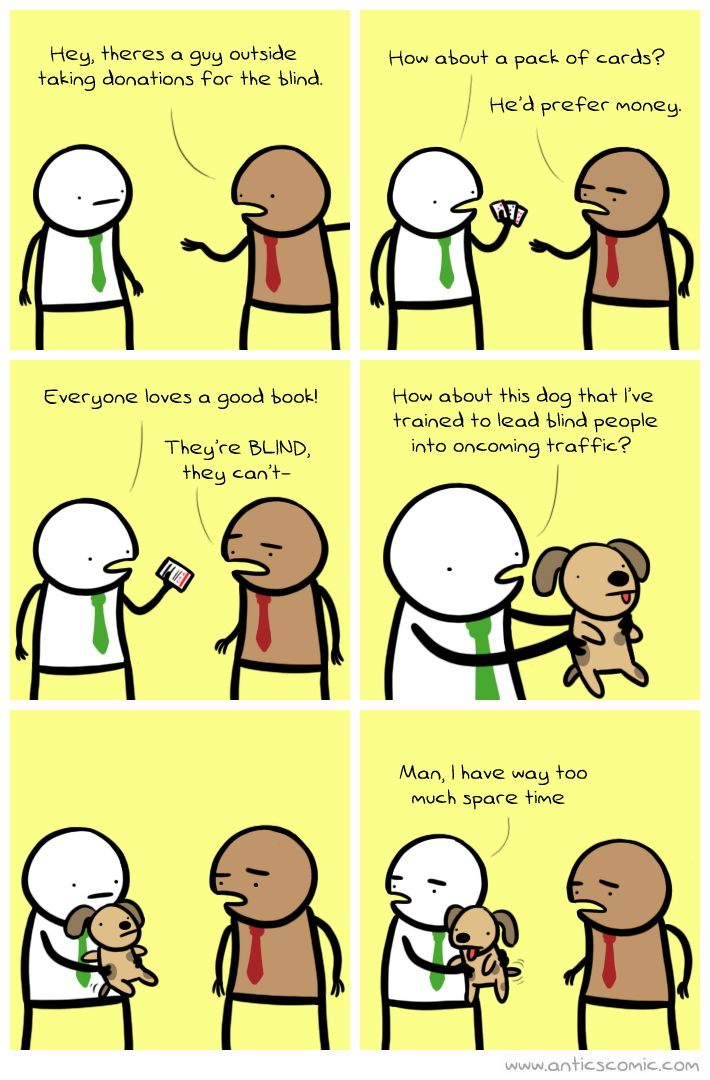 Hey, theres a guy outside
taking donations for the blind.
How about a pack of cards?
He'd prefer money.
Everyone loves a good book!
They're BLIND,
they can't-
How about this dog that I've
trained to lead blind people
into oncoming traffic?
Man, I have way too
much spare time
www.anticscomic.com